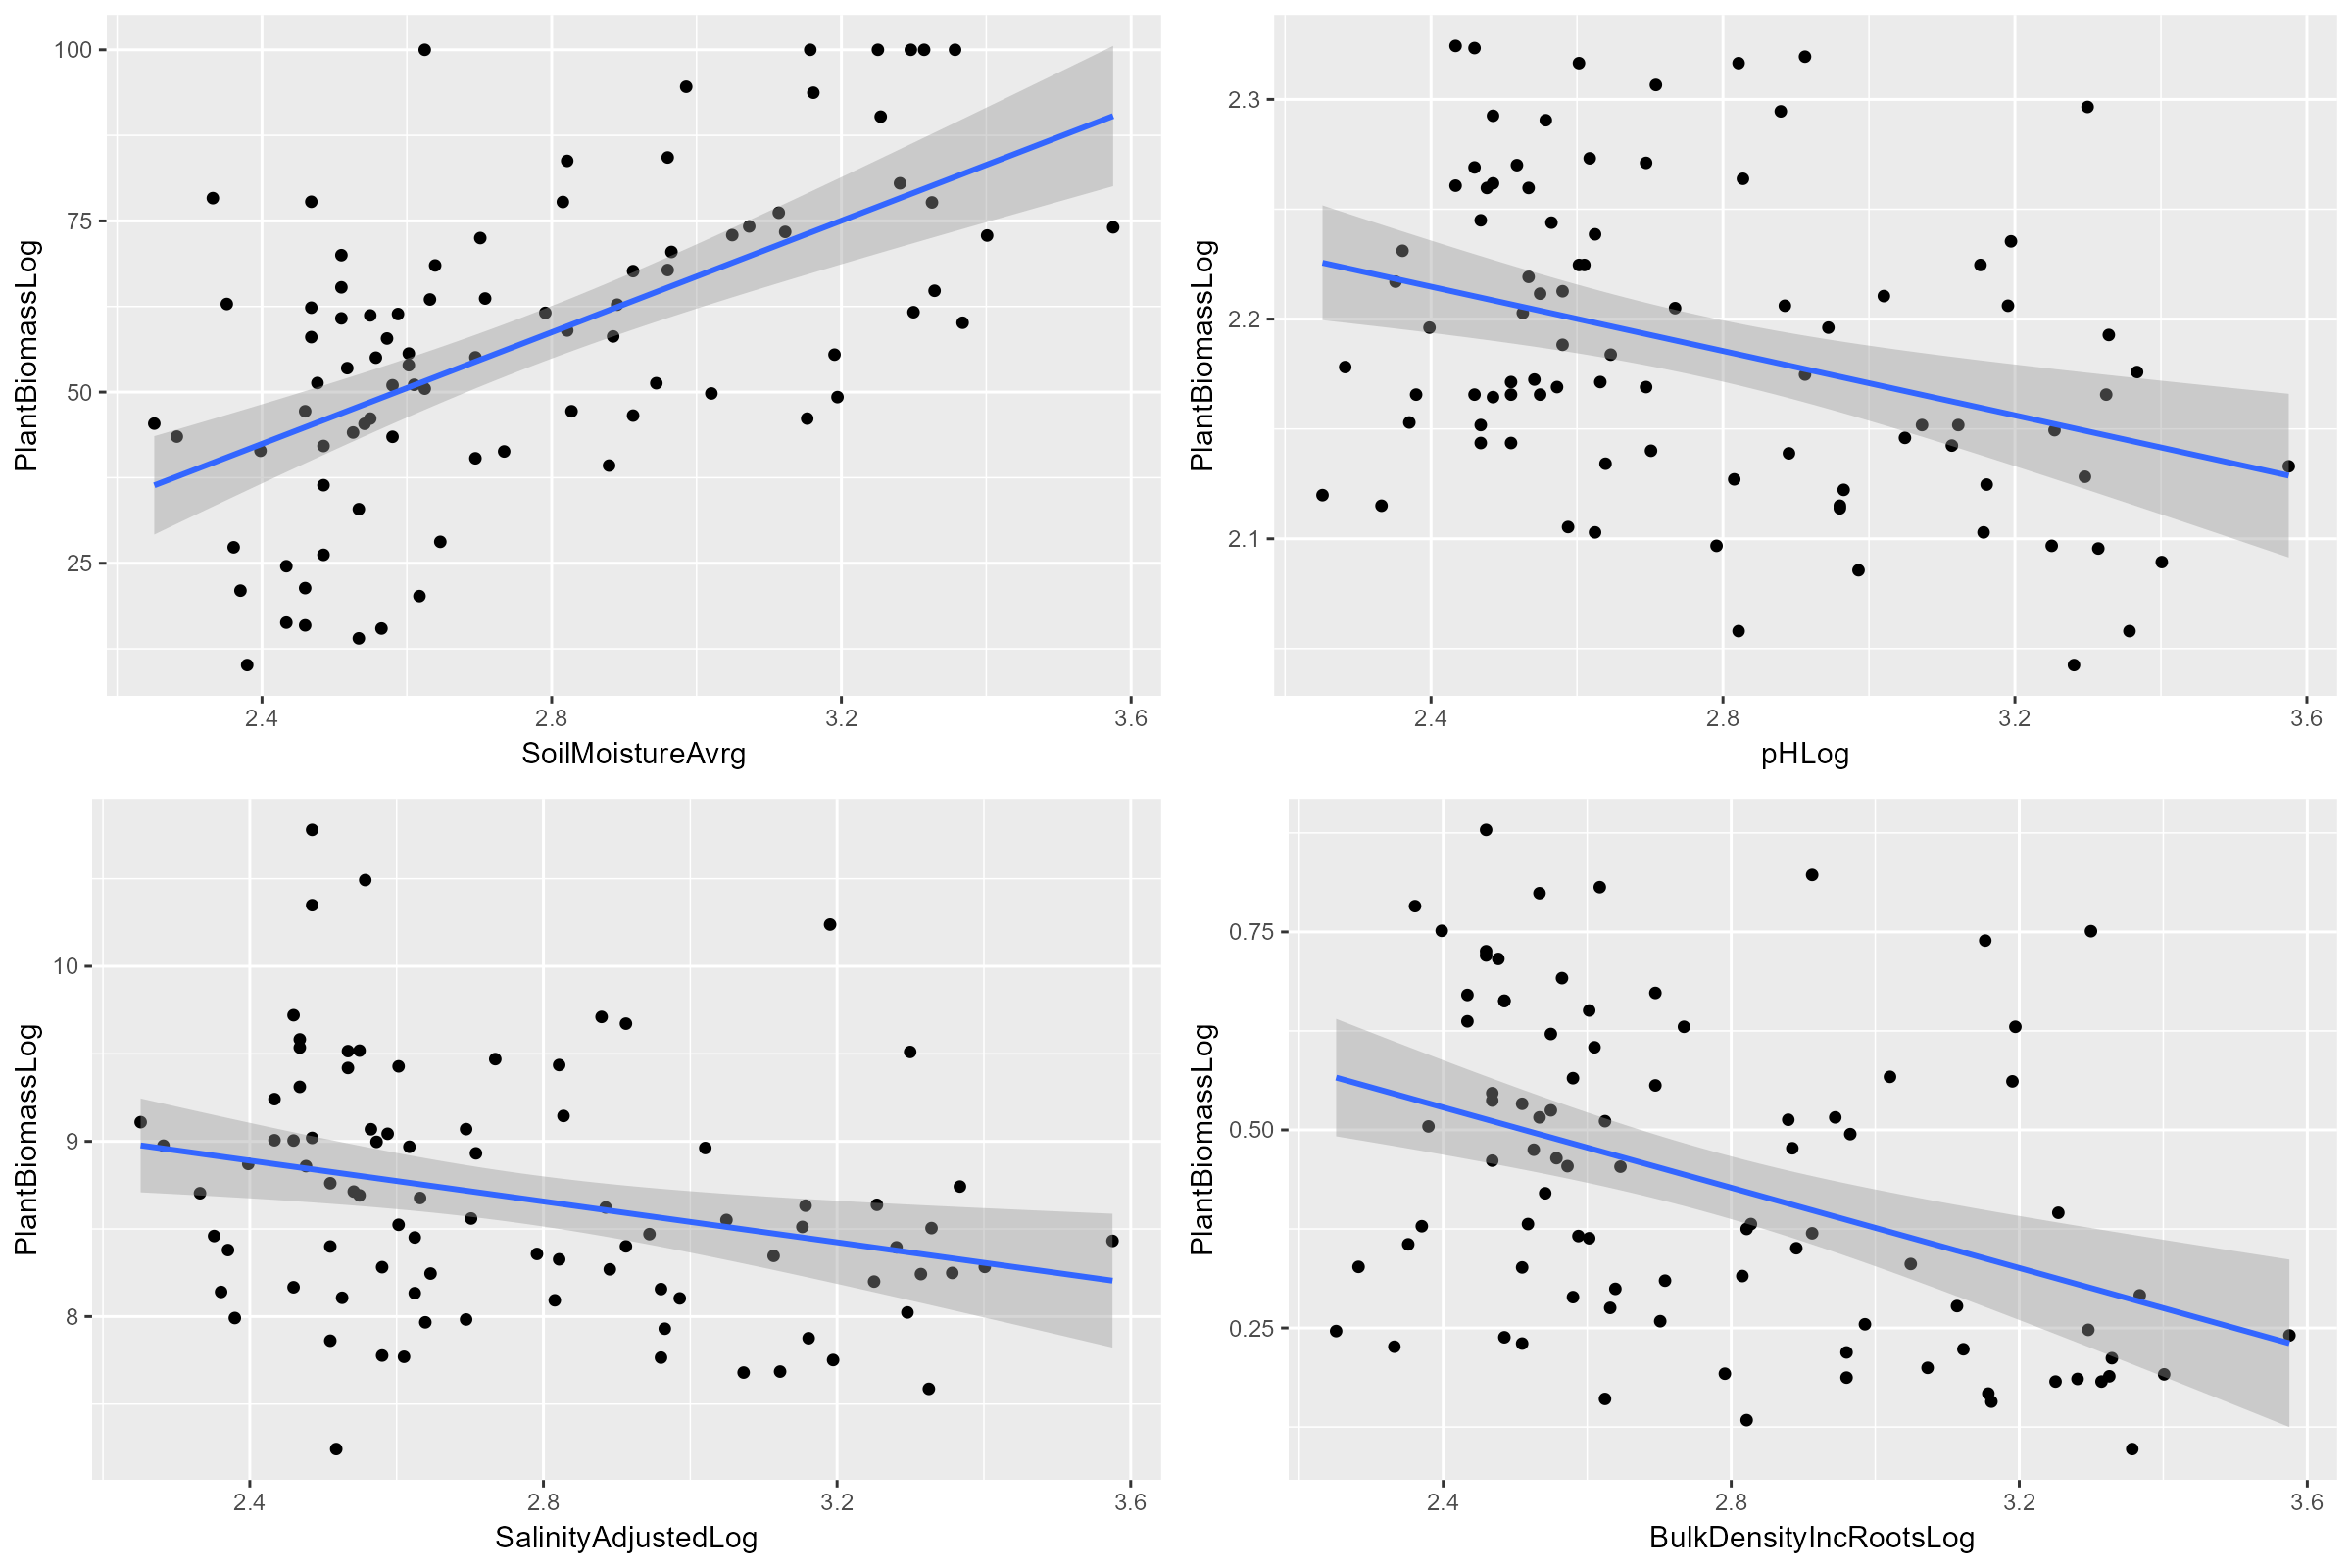 PlantBiomassLog
100
75
50
25
2.4 2.8 3.2 3.6
SoilMoistureAvrg
PlantBiomassLog
2.3
2.2
2.1
2.4 2.8 3.2 3.6
pHLog
PlantBiomassLog
10
9
8
2.4 2.8 3.2 3.6
SalinityAdjustedLog
PlantBiomassLog
0.75
0.50
0.25
2.4 2.8 3.2 3.6
BulkDensityIncRootsLog